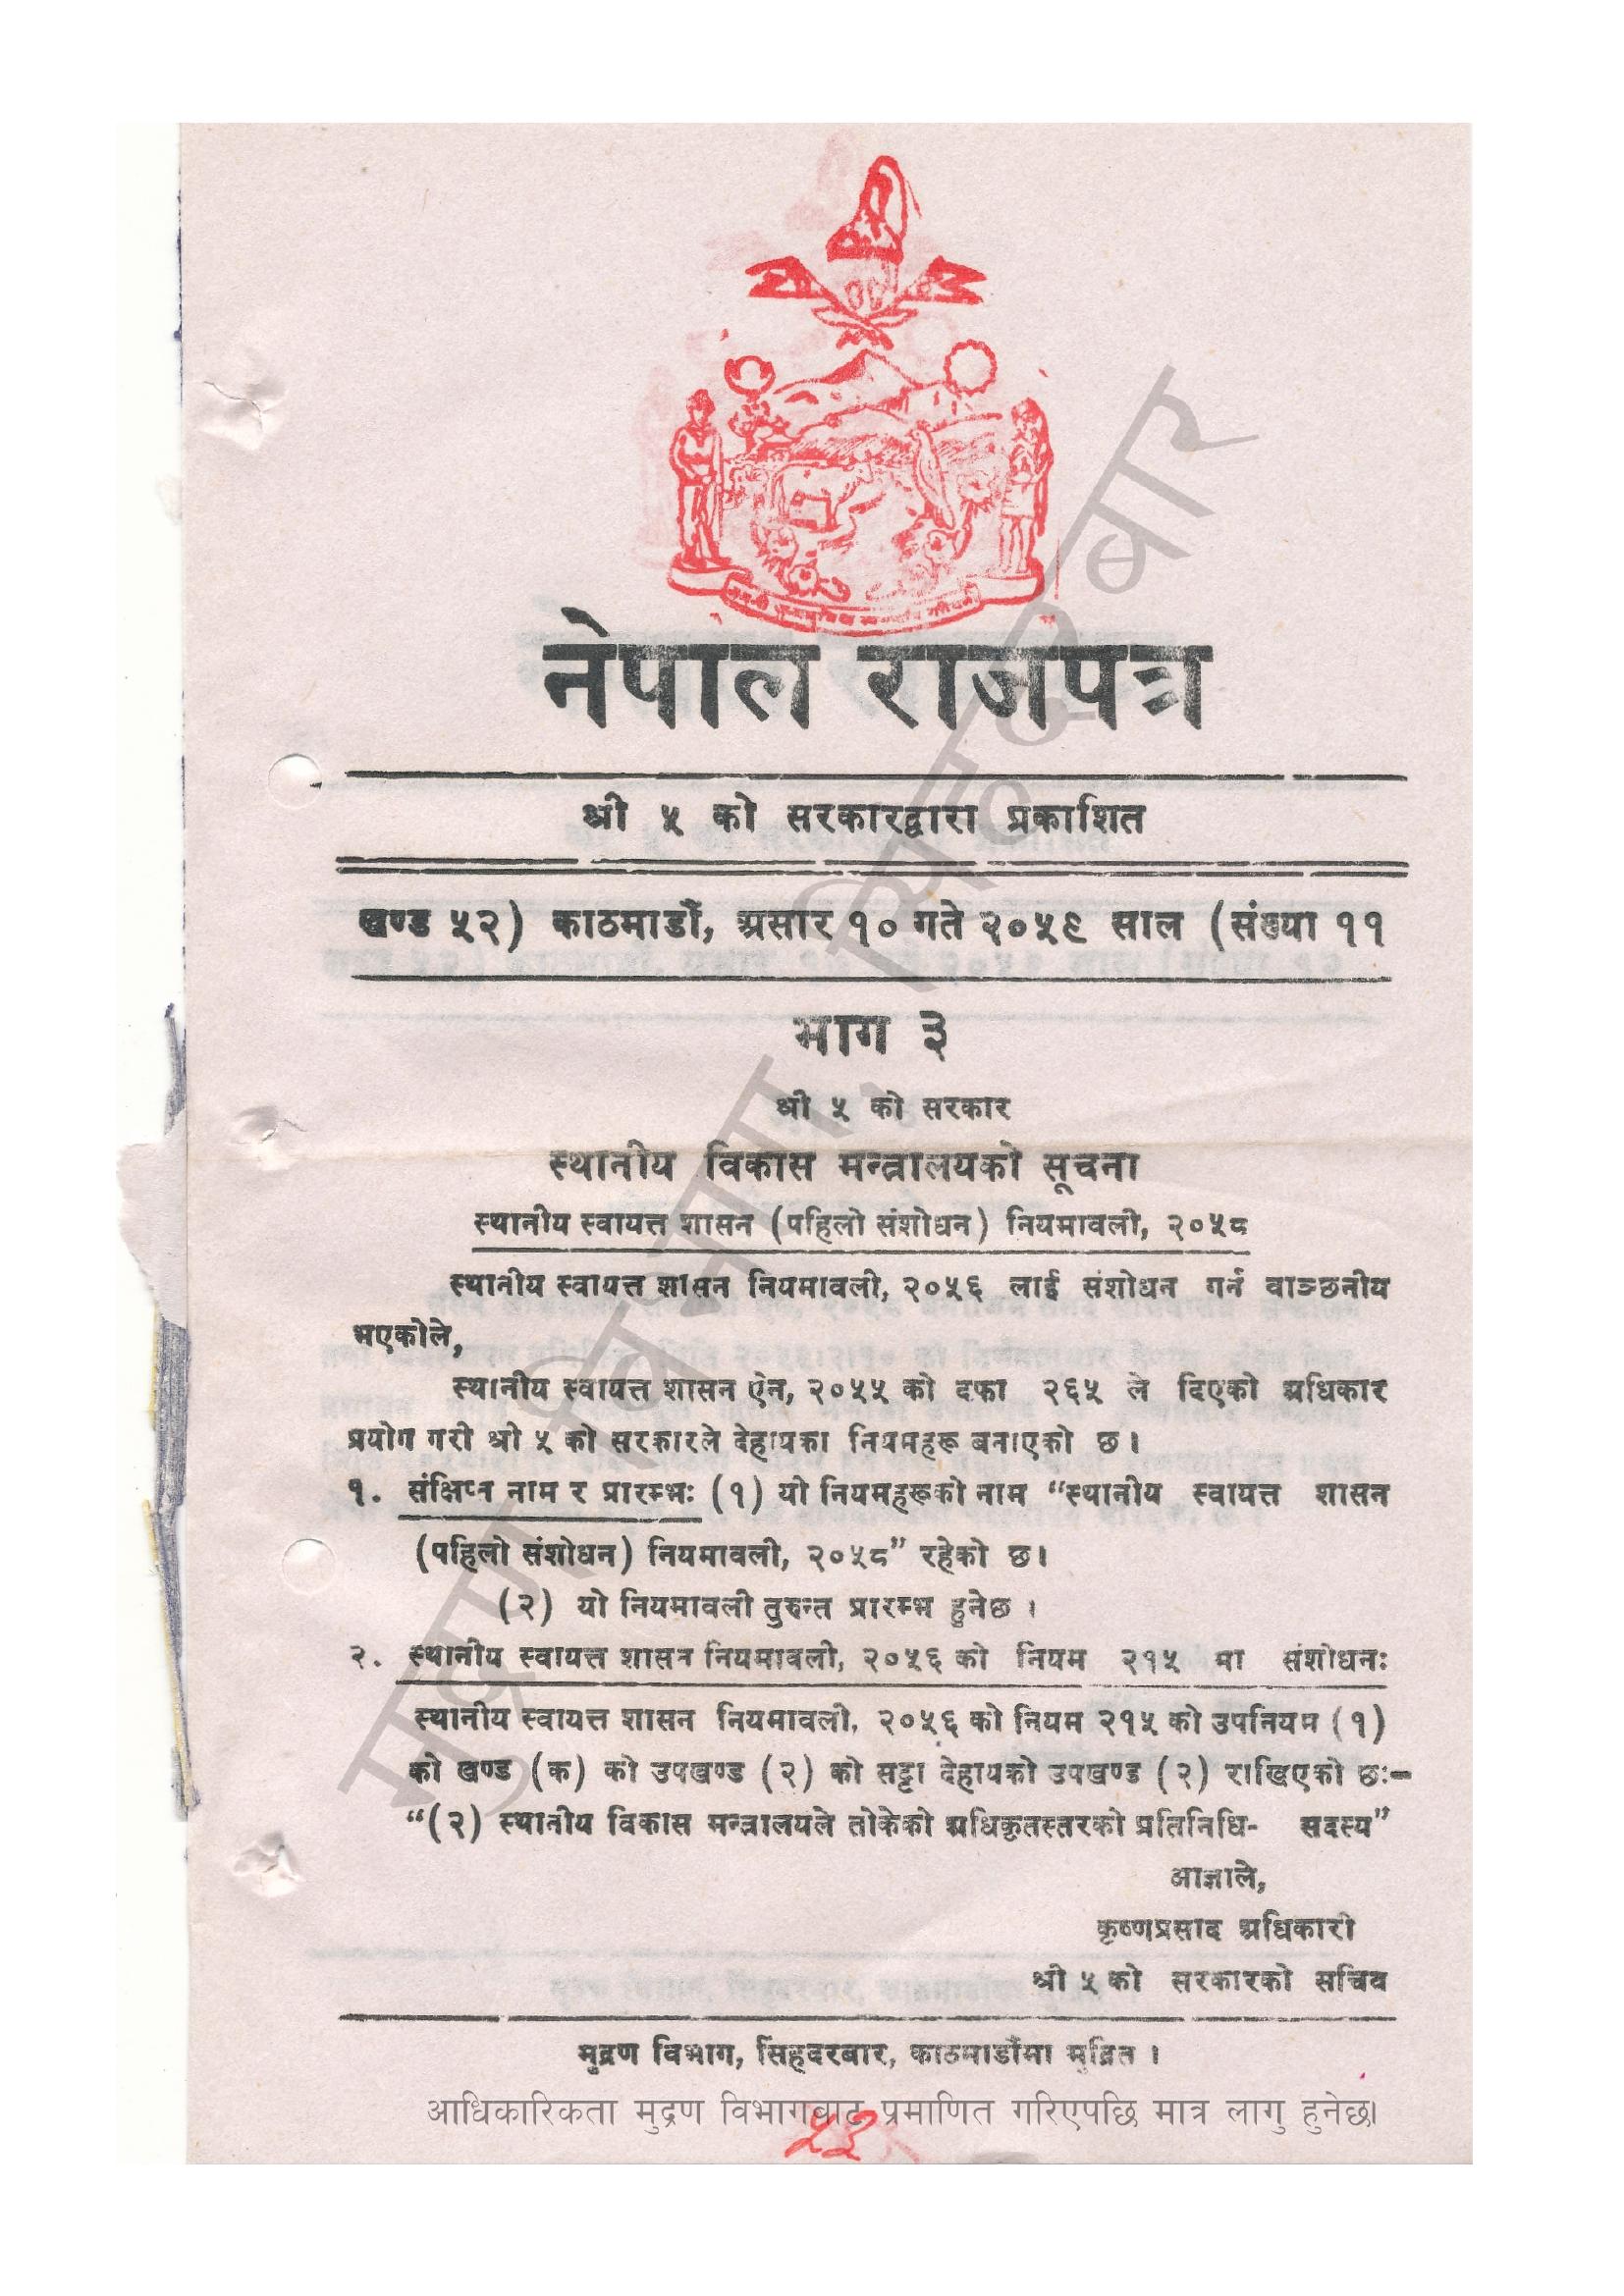 नेपाल राजपत्र
श्री ५ को सरकारद्वारा प्रकाशित
खण्ड ५२) काठमाडौं, असार १० गते २०५९ साल (संख्या ११
भाग ३
श्री ५ को सरकार
स्थानीय विकास मन्त्रालयको सूचना
स्थानीय स्वायत्त शासन (पहिलो संशोधन) नियमावली, २०५८
स्थानीय स्वायत्त शासन नियमावली, २०५६ लाई संशोधन गर्न वाञ्छनीय
भएकोले,
स्थानीय स्वायत्त शासन ऐन, २०५५ को दफा २६५ ले दिएको अधिकार
प्रयोग गरी श्री ५ को सरकारले देहायका नियमहरू बनाएको छ ।
१. संक्षिप्त नाम र प्रारम्भः (१) यो नियमहरूको नाम “स्थानीय स्वायत्त शासन
(पहिलो संशोधन) नियमावली, २०५८” रहेको छ।
(२) यो नियमावली तुरुन्त प्रारम्भ हुनेछ ।
२. स्थानीय स्वायत्त शासन नियमावली, २०५६ को नियम २१५ मा संशोधनः
स्थानीय स्वायत्त शासन नियमावली, २०५६ को नियम २१५ को उपनियम (१)
को खण्ड (क) को उपखण्ड (२) को सट्टा देहायको उपखण्ड (२) राखिएको छः–
“(२) स्थानीय विकास मन्त्रालयले तोकेको अधिकृतस्तरको प्रतिनिधि- सदस्य”
आज्ञाले,
कृष्णप्रसाद अधिकारी
श्री ५ को सरकारको सचिव
मुद्रण विभाग, सिंहदरबार, काठमाडौंमा मुद्रित ।
आधिकारिकता मुद्रण विभागबाट प्रमाणित गरिएपछि मात्र लागु हुनेछ।
मुद्रण विभाग, सिंहदरबार